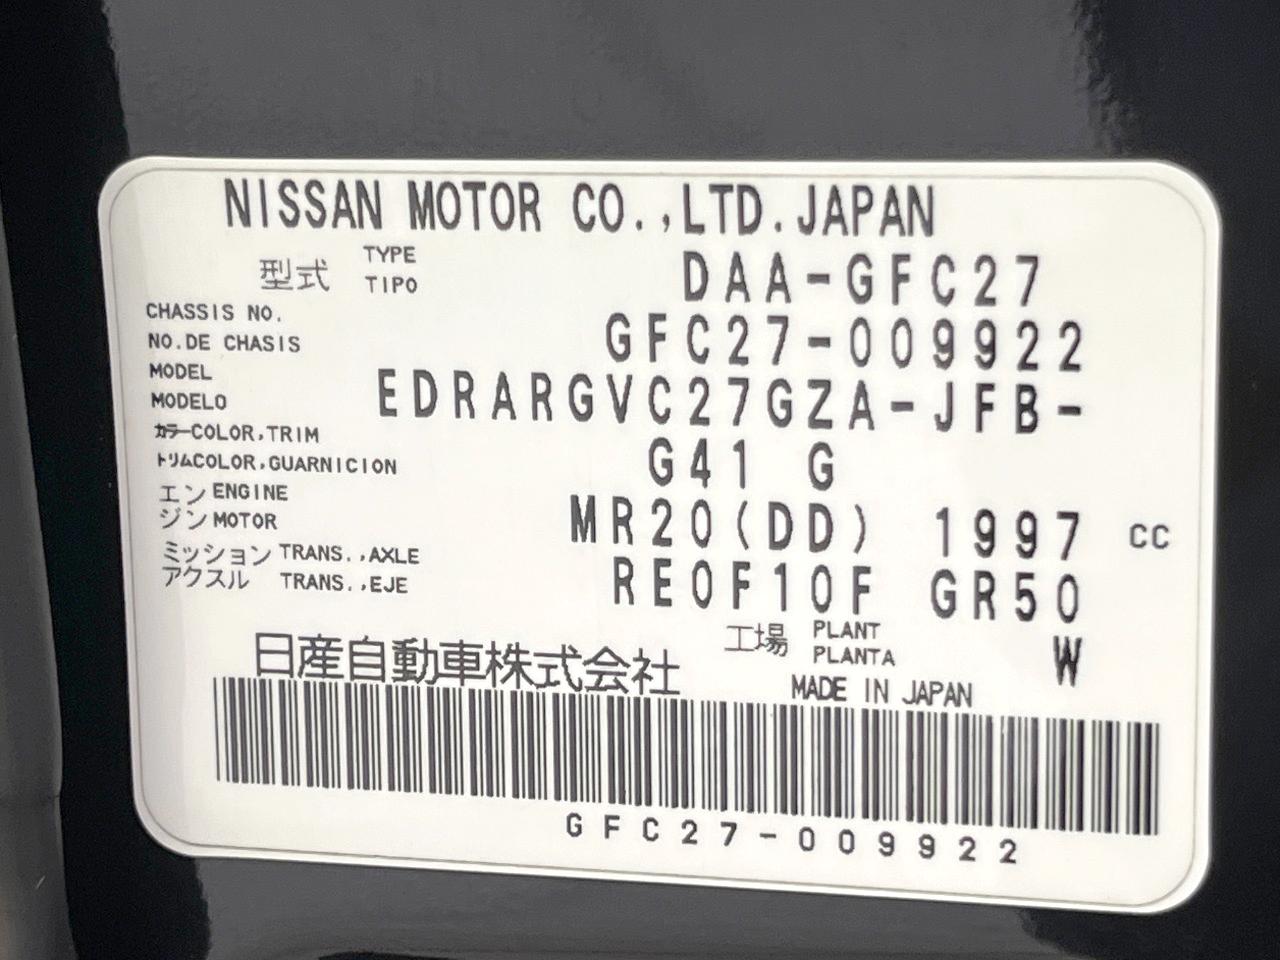 NISSAN MOTOR CO.,LTD.JAPAN
型式 TYPE TIPO DAA-GFC27
CHASSIS NO.
NO.DE CHASIS GFC27-009922
MODEL
MODELO EDRARGVC27GZA-JFB-
カラーCOLOR,TRIM
トリムCOLOR,GUARNICION G41 G
エンジン ENGINE MOTOR MR20(DD) 1997 CC
ミッション TRANS.,AXLE
アクスル TRANS.,EJE RE0F10F GR50
工場 PLANT PLANTA W
日産自動車株式会社
MADE IN JAPAN
GFC27-009922